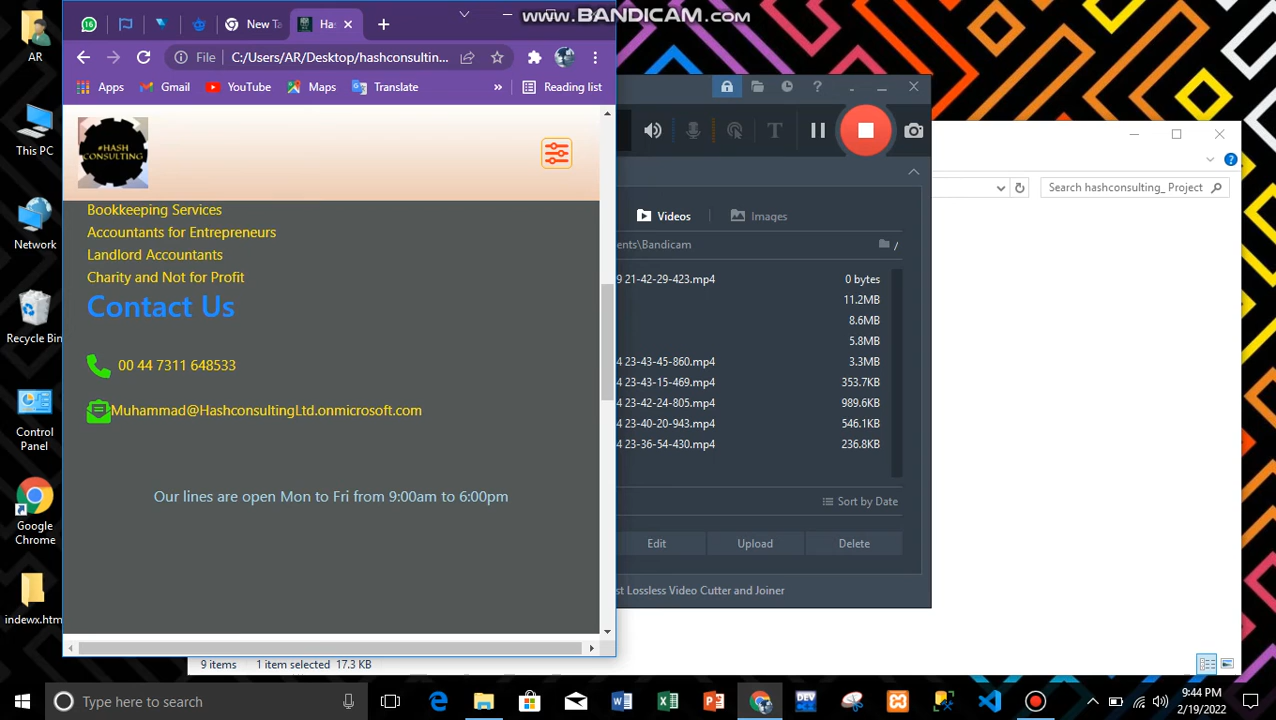 www.BANDICAM.com
16
New Ta
Ha
File
C:/Users/AR/Desktop/hashconsultin...
Apps
Gmail
YouTube
Maps
Translate
»
Reading list
#HASH
CONSULTING
Bookkeeping Services
Accountants for Entrepreneurs
Landlord Accountants
Charity and Not for Profit
Contact Us
00 44 7311 648533
Muhammad@HashconsultingLtd.onmicrosoft.com
Our lines are open Mon to Fri from 9:00am to 6:00pm
Videos
Images
ents\Bandicam
9 21-42-29-423.mp4 0 bytes
11.2MB
8.6MB
5.8MB
4 23-43-45-860.mp4 3.3MB
4 23-43-15-469.mp4 353.7KB
4 23-42-24-805.mp4 989.6KB
4 23-40-20-943.mp4 546.1KB
4 23-36-54-430.mp4 236.8KB
Sort by Date
Edit
Upload
Delete
st Lossless Video Cutter and Joiner
Search hashconsulting_ Project
9 items
1 item selected 17.3 KB
AR
This PC
Network
Recycle Bin
Control
Panel
Google
Chrome
indewx.htm
Type here to search
DEV
9:44 PM
2/19/2022